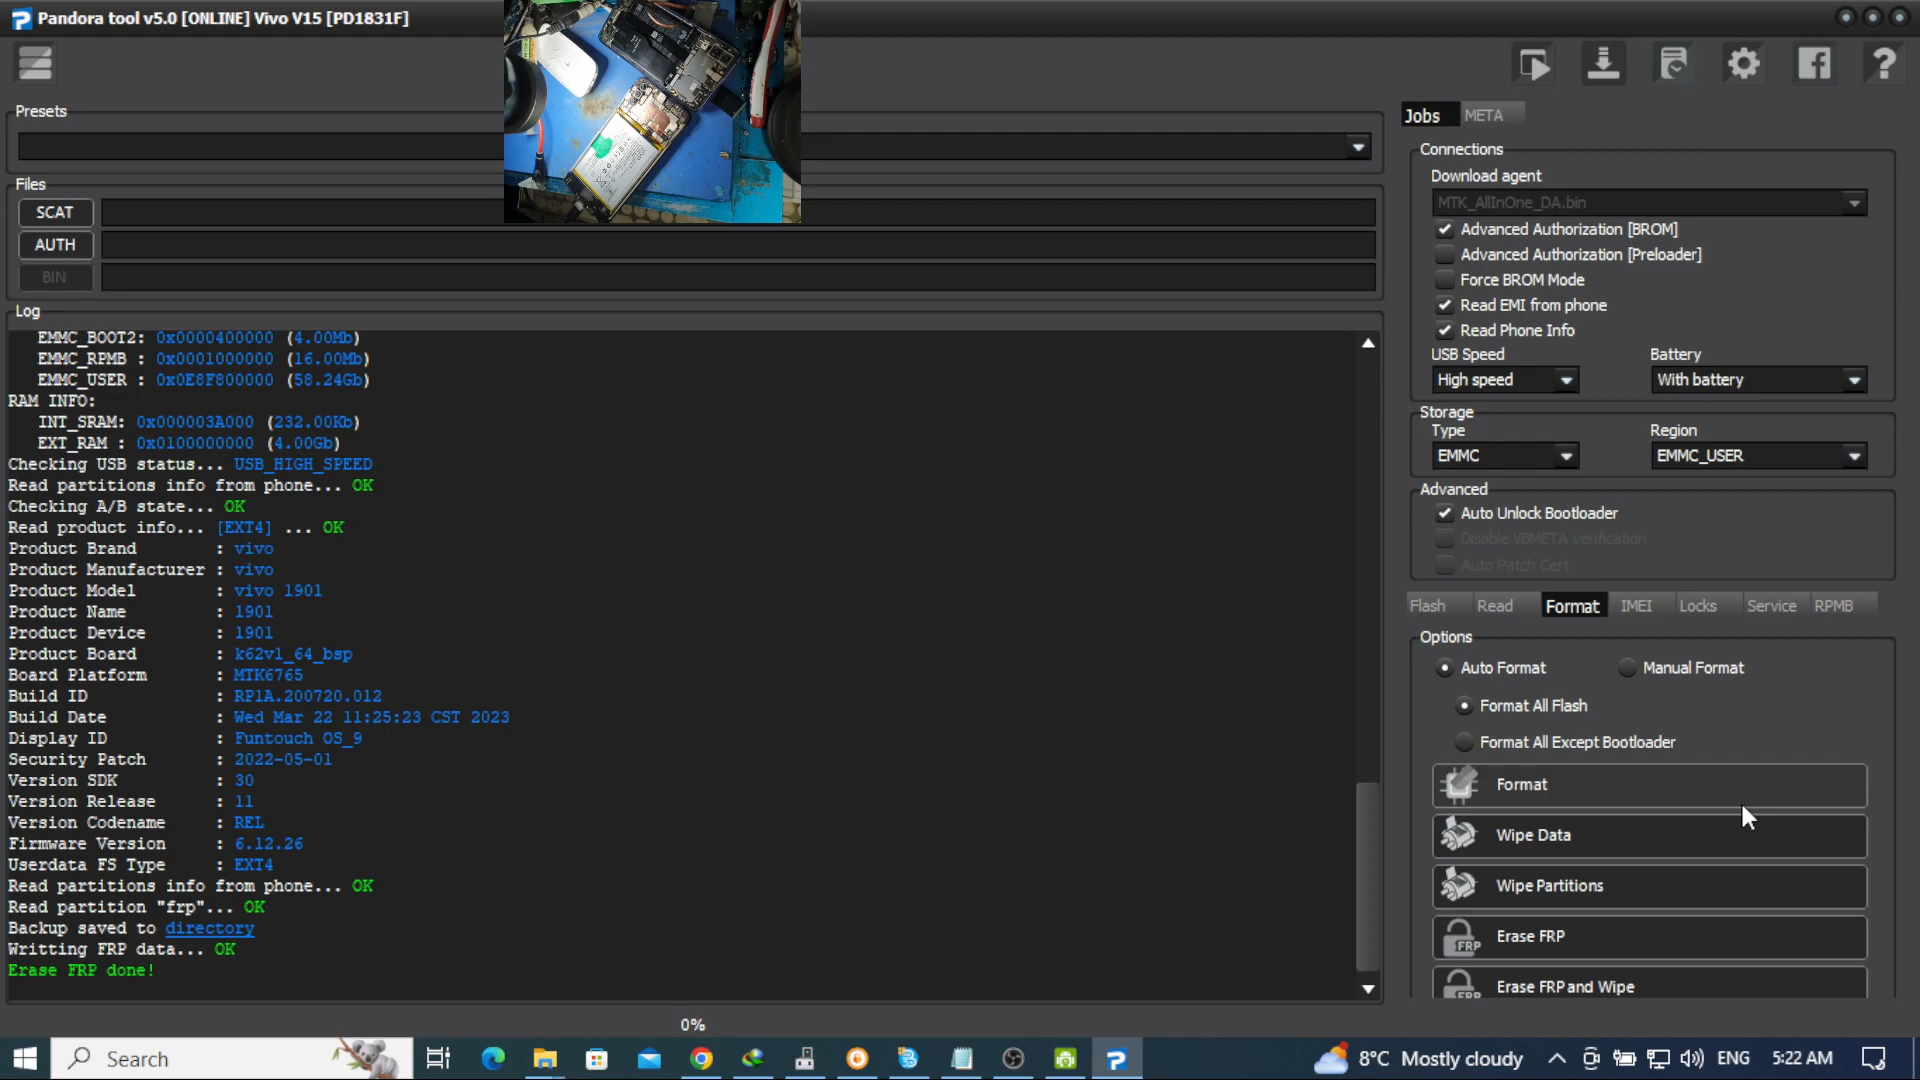 Pandora tool v5.0 [ONLINE] Vivo V15 [PD1831F]
Presets
Files
SCAT
AUTH
BIN
Log
EMMC_BOOT2: 0x0000400000 (4.00Mb)
EMMC_RPMB : 0x0001000000 (16.00Mb)
EMMC_USER : 0x0E8F800000 (58.24Gb)
RAM INFO:
INT_SRAM: 0x000003A000 (232.00Kb)
EXT_RAM : 0x0100000000 (4.00Gb)
Checking USB status... USB_HIGH_SPEED
Read partitions info from phone... OK
Checking A/B state... OK
Read product info... [EXT4] ... OK
Product Brand : vivo
Product Manufacturer : vivo
Product Model : vivo 1901
Product Name : 1901
Product Device : 1901
Product Board : k62v1_64_bsp
Board Platform : MTK6765
Build ID : RP1A.200720.012
Build Date : Wed Mar 22 11:25:23 CST 2023
Display ID : Funtouch OS_9
Security Patch : 2022-05-01
Version SDK : 30
Version Release : 11
Version Codename : REL
Firmware Version : 6.12.26
Userdata FS Type : EXT4
Read partitions info from phone... OK
Read partition "frp"... OK
Backup saved to directory
Writting FRP data... OK
Erase FRP done!
0%
Jobs META
Connections
Download agent
MTK_AllInOne_DA.bin
Advanced Authorization [BROM]
Advanced Authorization [Preloader]
Force BROM Mode
Read EMI from phone
Read Phone Info
USB Speed Battery
High speed With battery
Storage
Type Region
EMMC EMMC_USER
Advanced
Auto Unlock Bootloader
Disable VBMETA verification
Auto Patch Cert
Flash Read Format IMEI Locks Service RPMB
Options
Auto Format Manual Format
Format All Flash
Format All Except Bootloader
Format
Wipe Data
Wipe Partitions
FRP Erase FRP
FRP Erase FRP and Wipe
Search
8°C Mostly cloudy ENG 5:22 AM